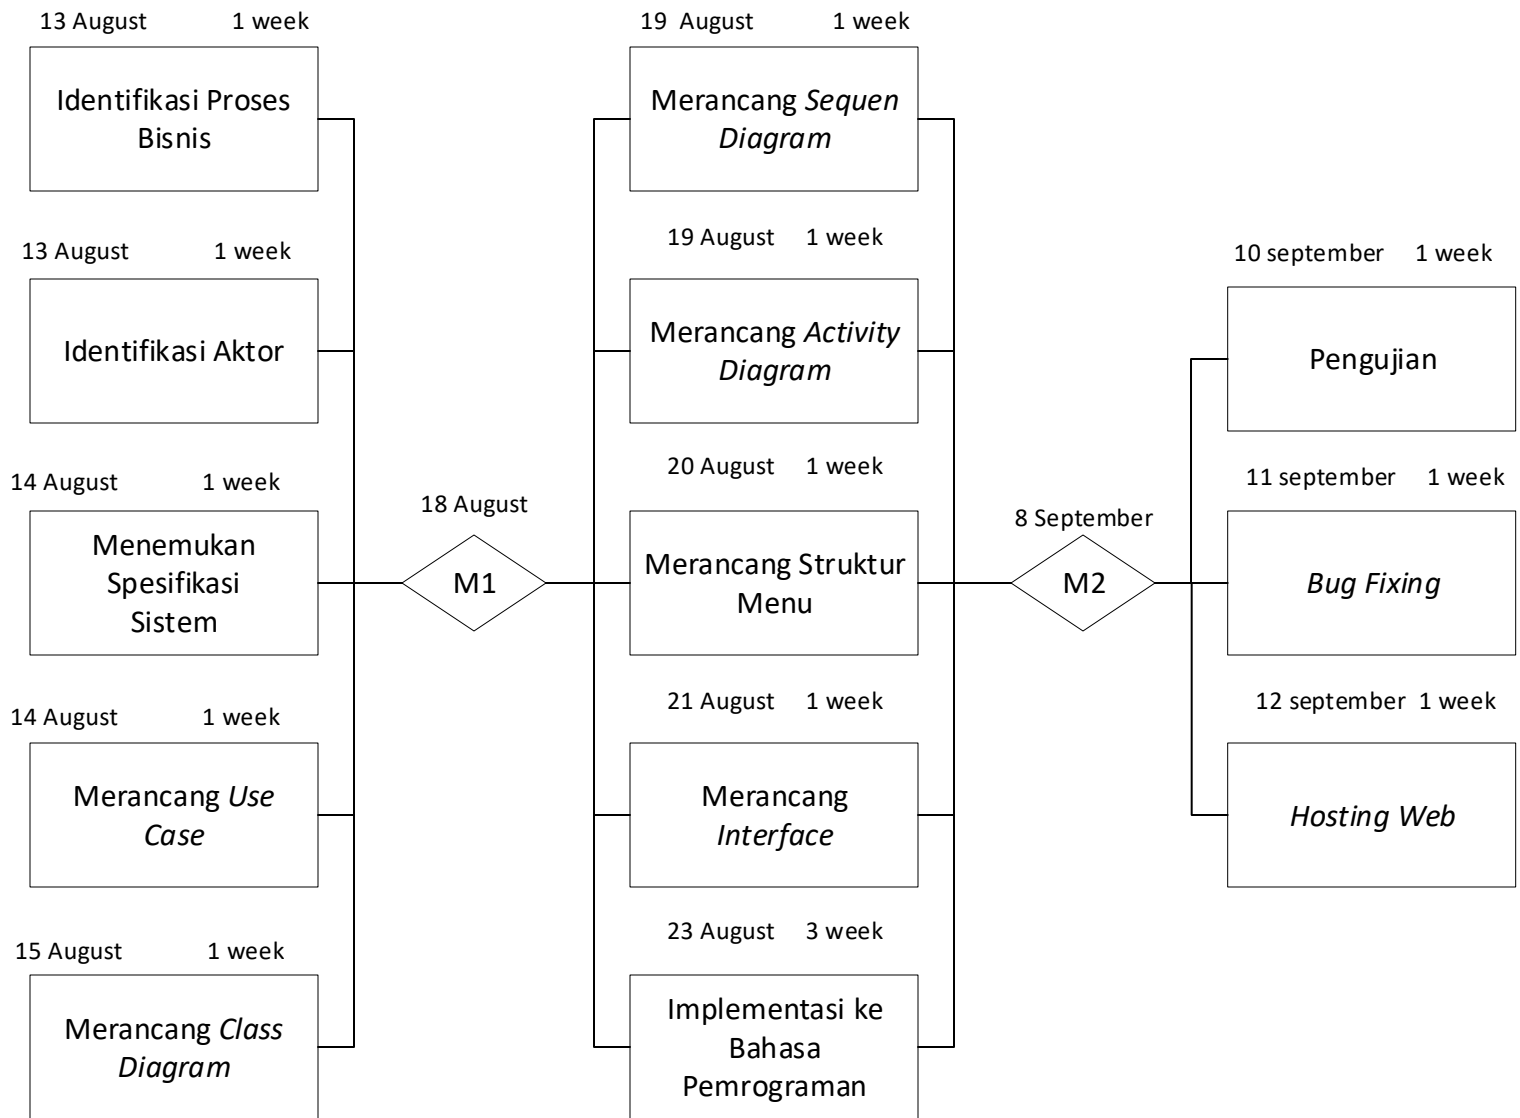 13 August 1 week
Identifikasi Proses
Bisnis
13 August 1 week
Identifikasi Aktor
14 August 1 week
Menemukan
Spesifikasi
Sistem
14 August 1 week
Merancang Use
Case
15 August 1 week
Merancang Class
Diagram
18 August
M1
19 August 1 week
Merancang Sequen
Diagram
19 August 1 week
Merancang Activity
Diagram
20 August 1 week
Merancang Struktur
Menu
21 August 1 week
Merancang
Interface
23 August 3 week
Implementasi ke
Bahasa
Pemrograman
8 September
M2
10 september 1 week
Pengujian
11 september 1 week
Bug Fixing
12 september 1 week
Hosting Web